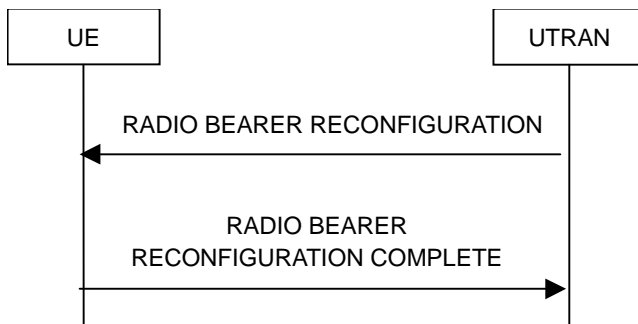 UE
UTRAN
RADIO BEARER RECONFIGURATION
RADIO BEARER
RECONFIGURATION COMPLETE